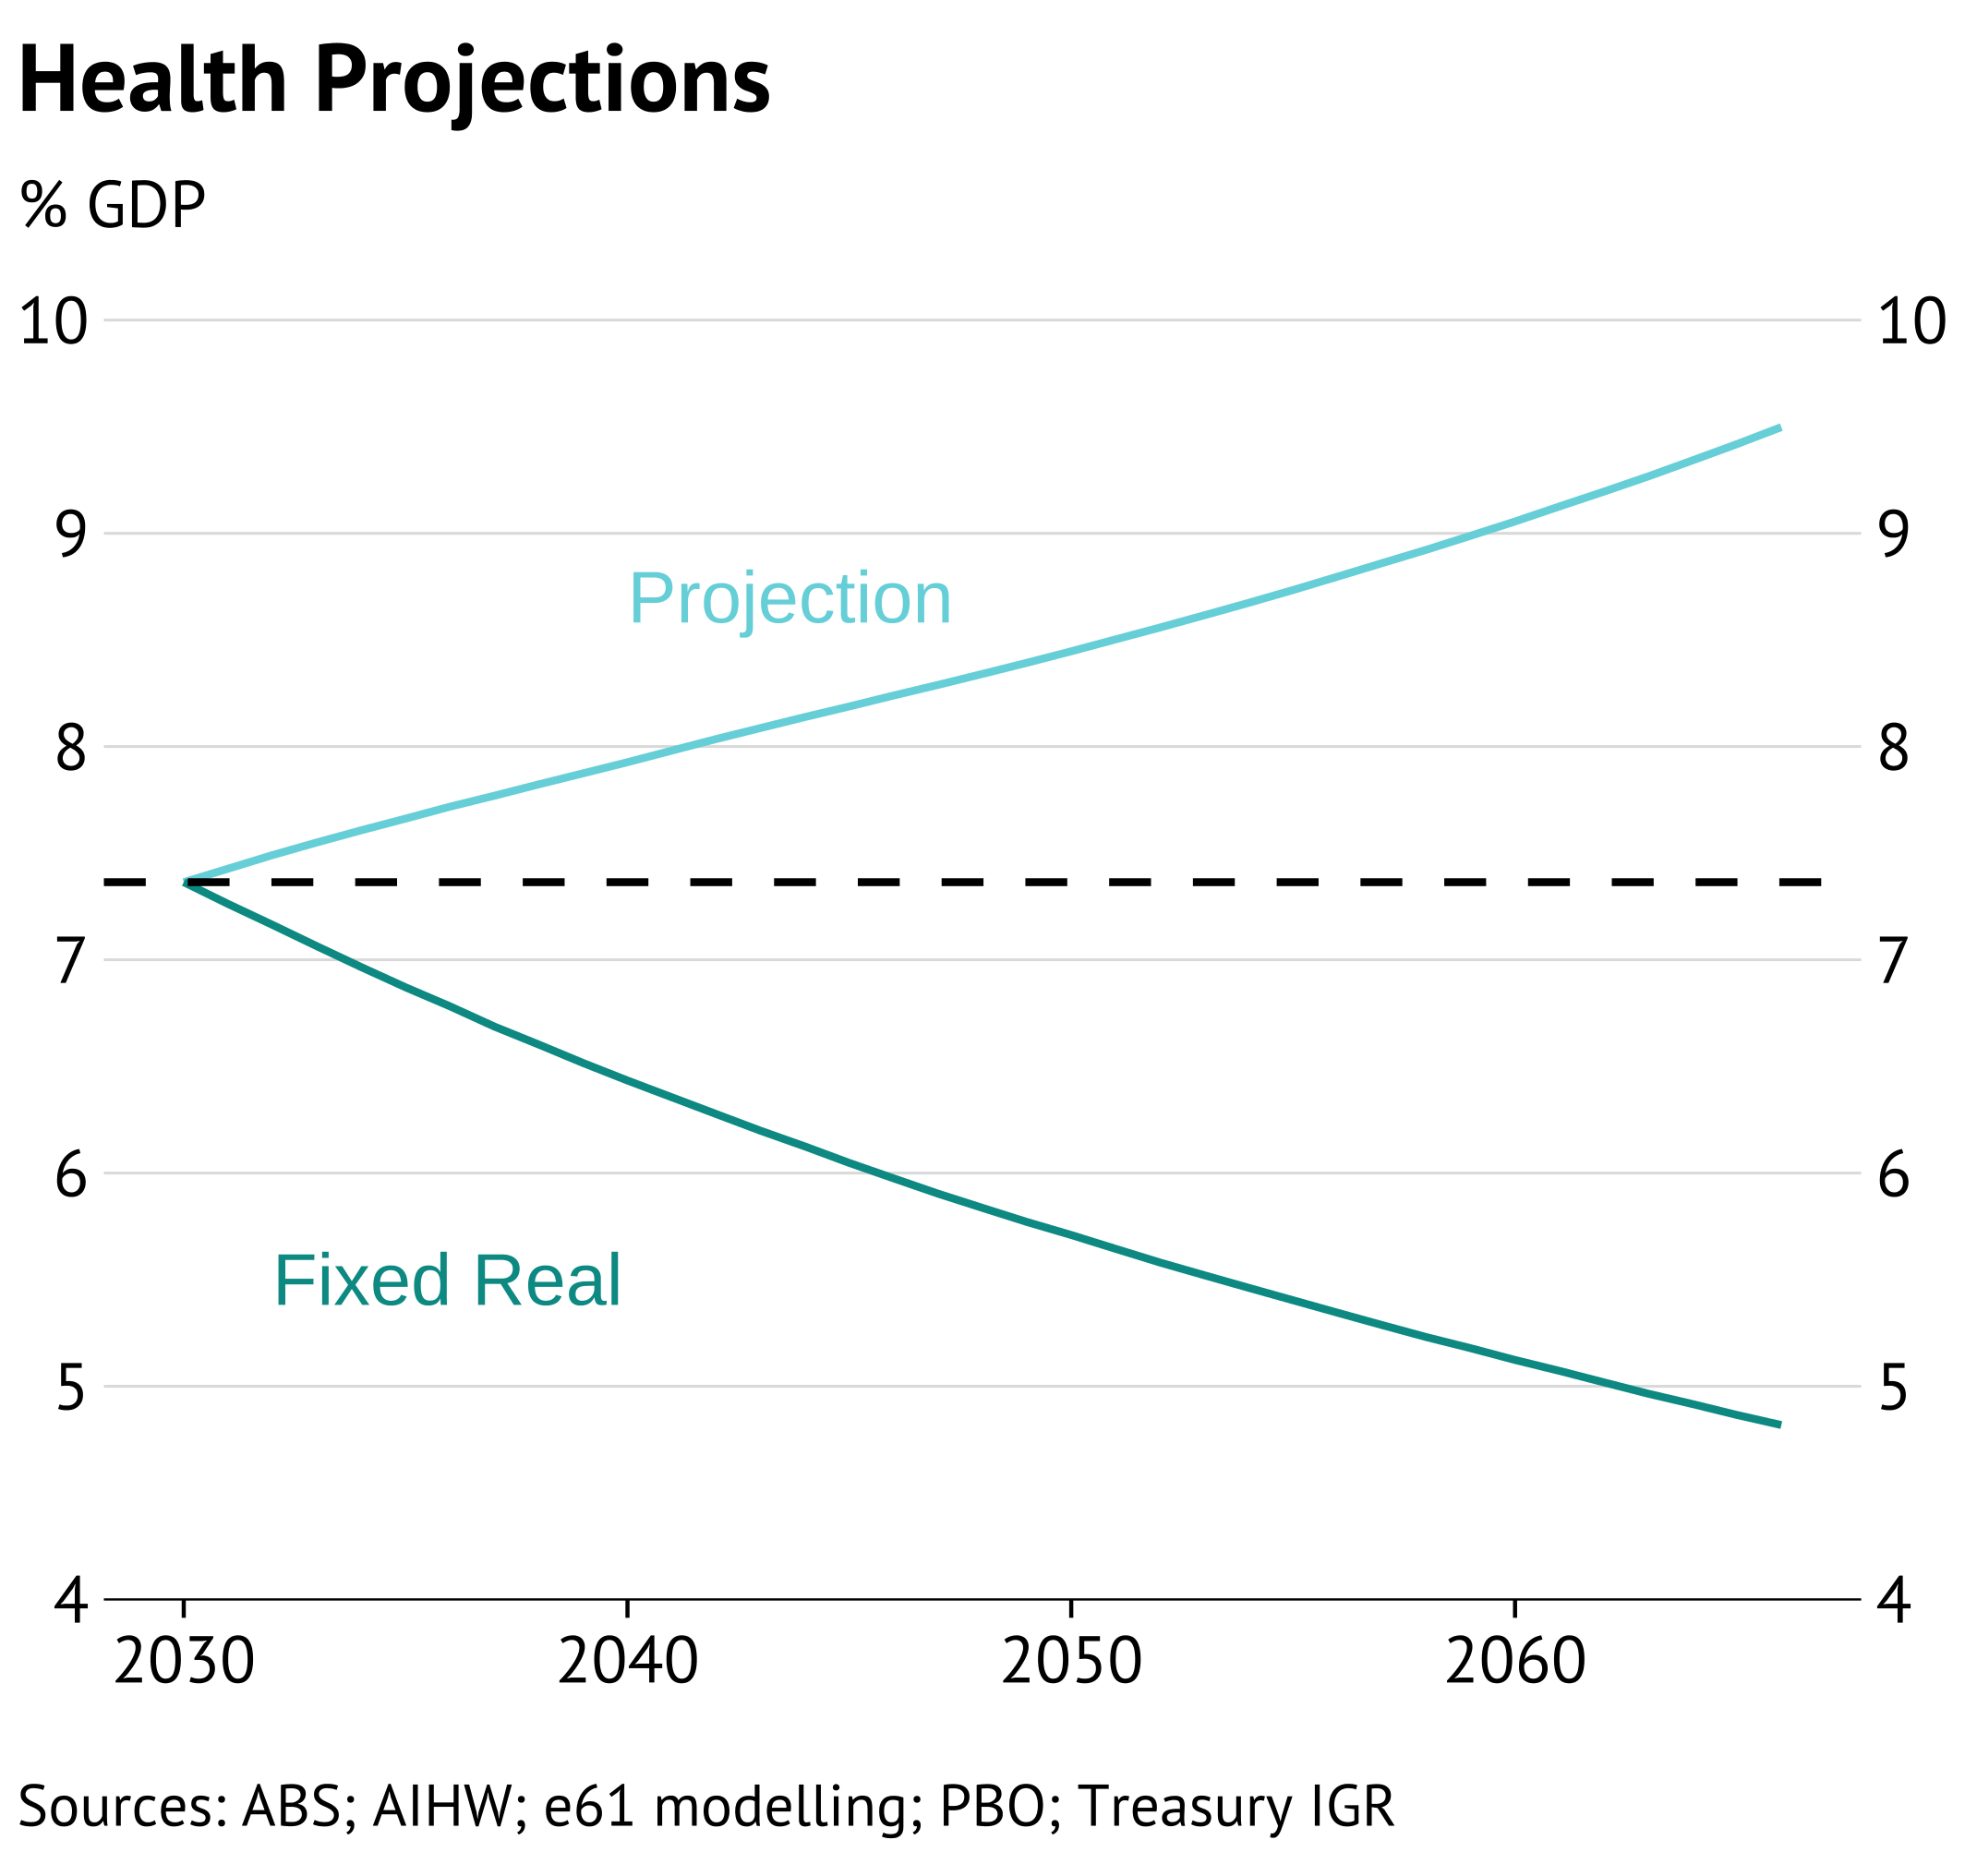 Health Projections
% GDP
10 10
9 9
Projection
8 8
7 7
6 6
Fixed Real
5 5
4 4
2030 2040 2050 2060
Sources: ABS; AIHW; e61 modelling; PBO; Treasury IGR